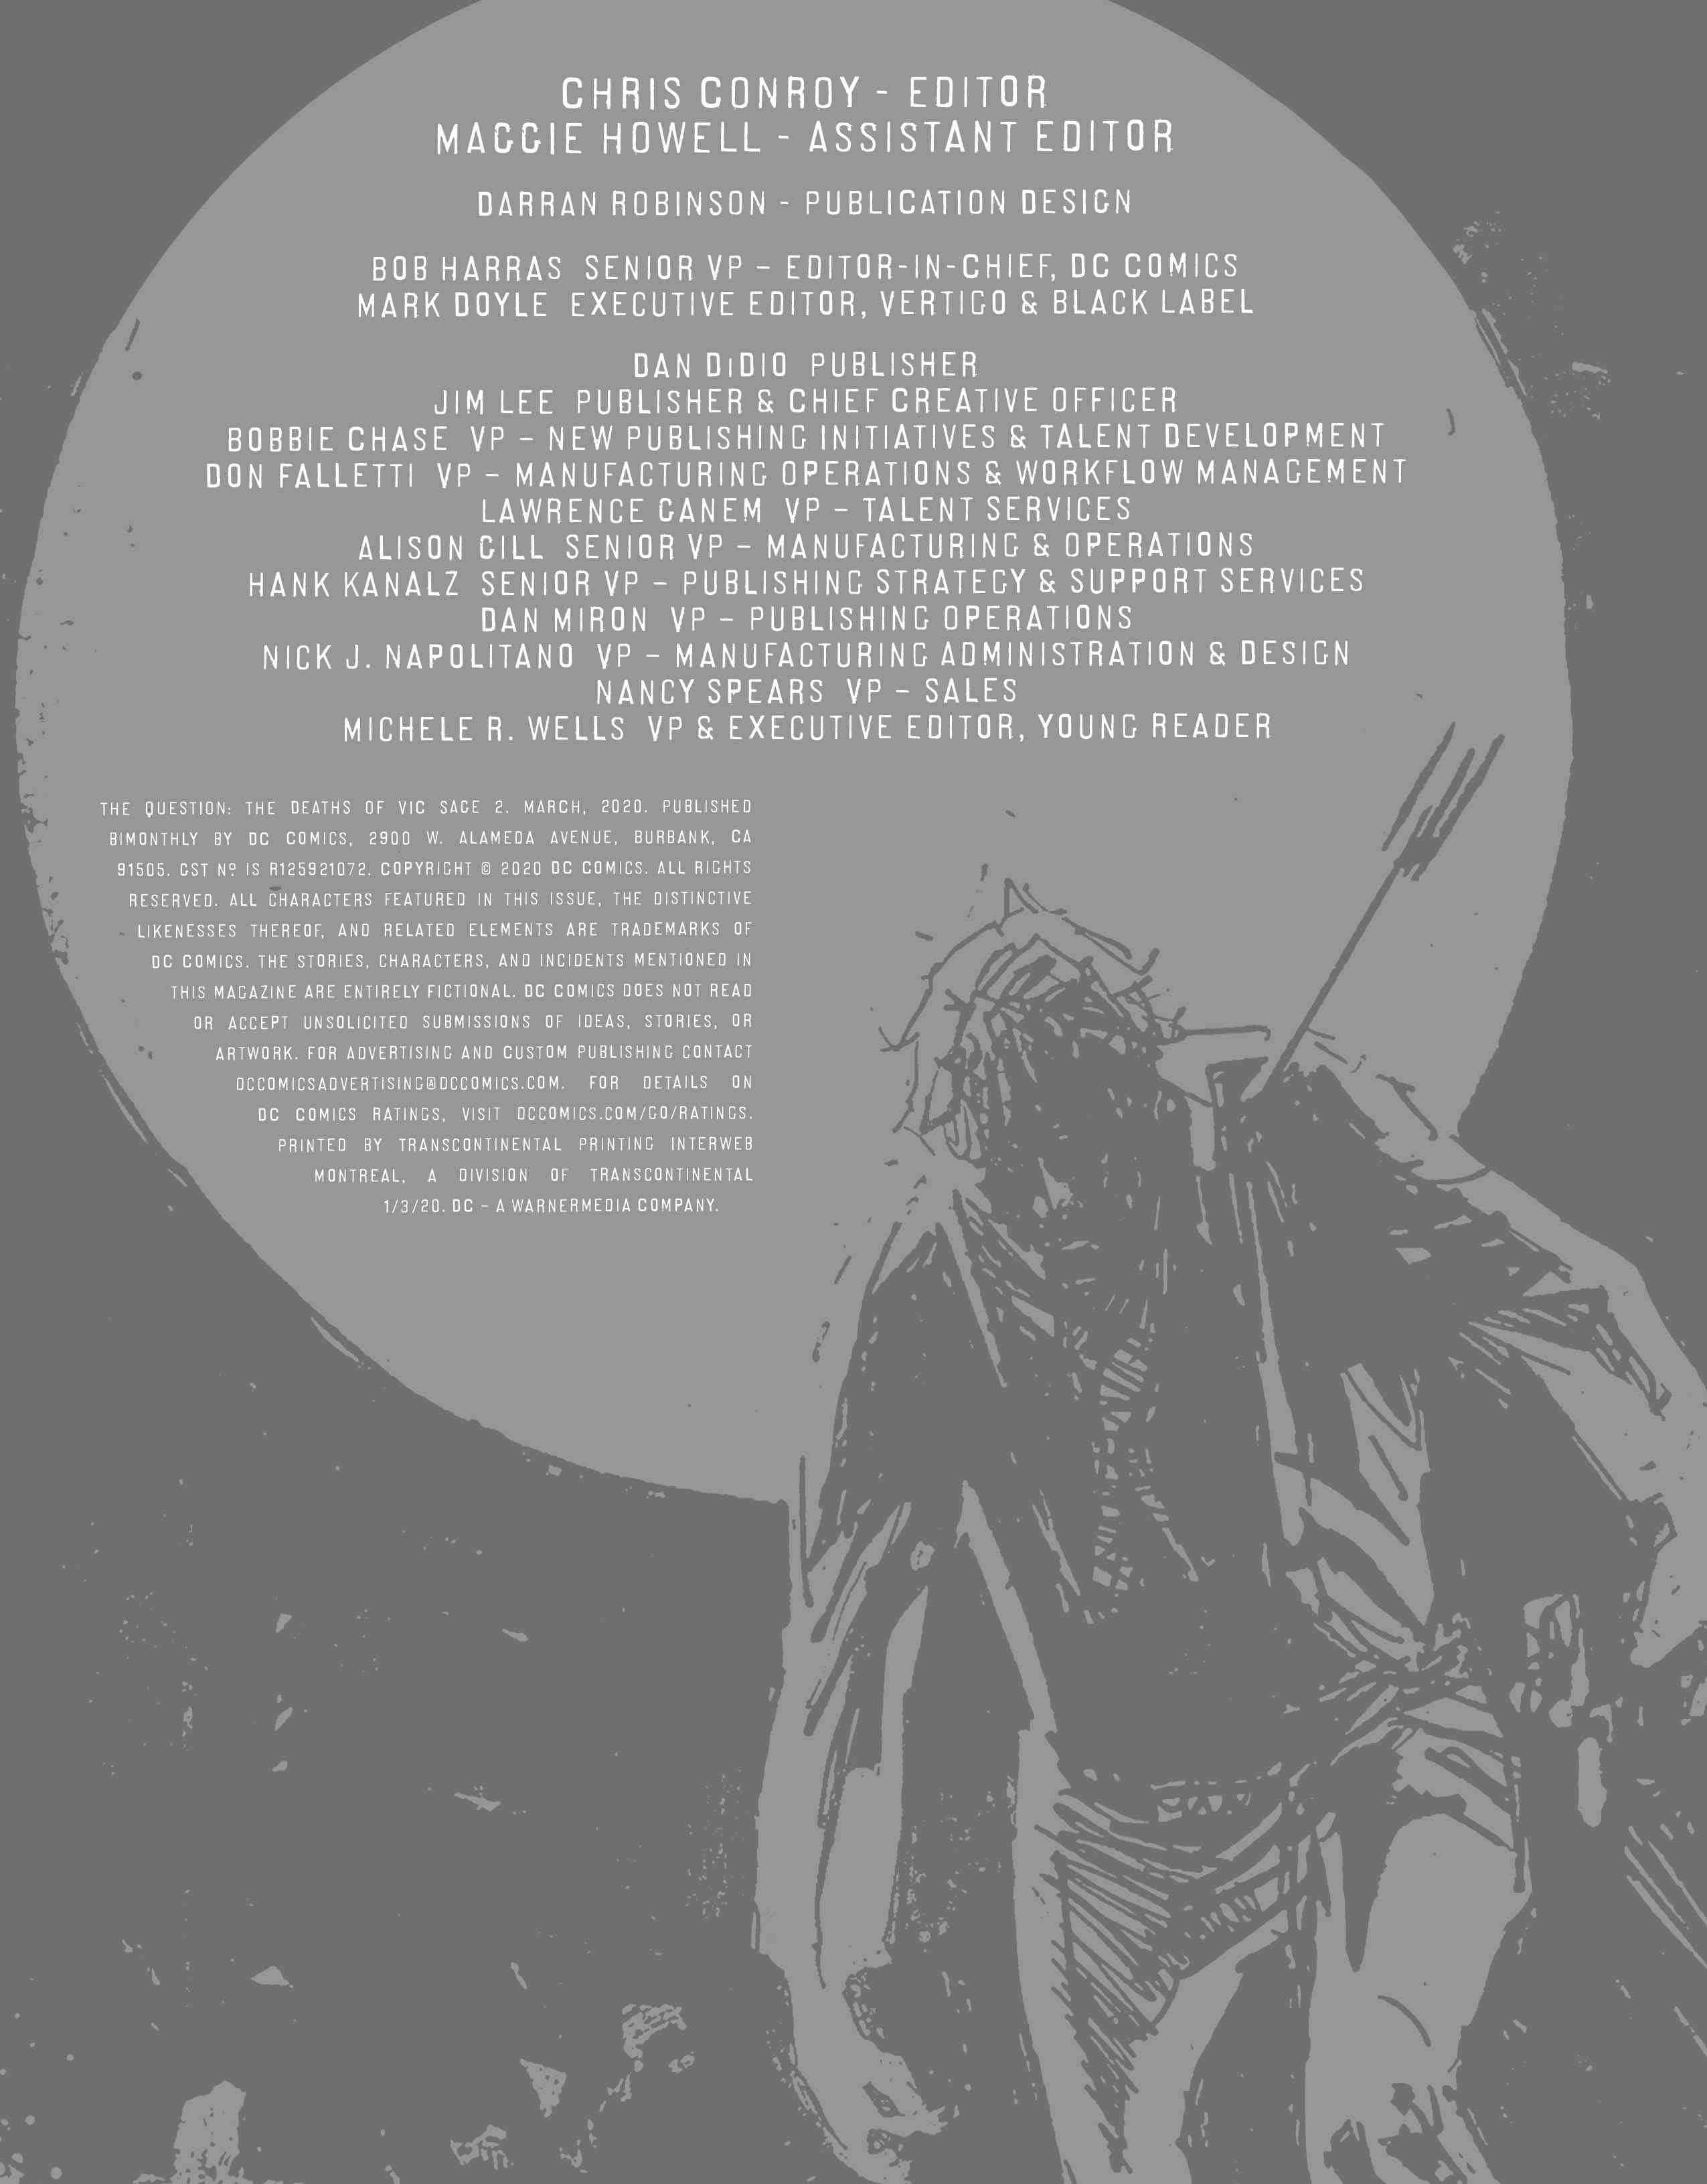 CHRIS CONROY - EDITOR
MAGGIE HOWELL - ASSISTANT EDITOR
DARRAN ROBINSON - PUBLICATION DESIGN
BOB HARRAS SENIOR VP – EDITOR-IN-CHIEF, DC COMICS
MARK DOYLE EXECUTIVE EDITOR, VERTIGO & BLACK LABEL
DAN DiDIO PUBLISHER
JIM LEE PUBLISHER & CHIEF CREATIVE OFFICER
BOBBIE CHASE VP – NEW PUBLISHING INITIATIVES & TALENT DEVELOPMENT
DON FALLETTI VP – MANUFACTURING OPERATIONS & WORKFLOW MANAGEMENT
LAWRENCE GANEM VP – TALENT SERVICES
ALISON GILL SENIOR VP – MANUFACTURING & OPERATIONS
HANK KANALZ SENIOR VP – PUBLISHING STRATEGY & SUPPORT SERVICES
DAN MIRON VP – PUBLISHING OPERATIONS
NICK J. NAPOLITANO VP – MANUFACTURING ADMINISTRATION & DESIGN
NANCY SPEARS VP – SALES
MICHELE R. WELLS VP & EXECUTIVE EDITOR, YOUNG READER
THE QUESTION: THE DEATHS OF VIC SAGE 2. MARCH, 2020. PUBLISHED
BIMONTHLY BY DC COMICS, 2900 W. ALAMEDA AVENUE, BURBANK, CA
91505. GST Nº IS R125921072. COPYRIGHT © 2020 DC COMICS. ALL RIGHTS
RESERVED. ALL CHARACTERS FEATURED IN THIS ISSUE, THE DISTINCTIVE
LIKENESSES THEREOF, AND RELATED ELEMENTS ARE TRADEMARKS OF
DC COMICS. THE STORIES, CHARACTERS, AND INCIDENTS MENTIONED IN
THIS MAGAZINE ARE ENTIRELY FICTIONAL. DC COMICS DOES NOT READ
OR ACCEPT UNSOLICITED SUBMISSIONS OF IDEAS, STORIES, OR
ARTWORK. FOR ADVERTISING AND CUSTOM PUBLISHING CONTACT
DCCOMICSADVERTISING@DCCOMICS.COM. FOR DETAILS ON
DC COMICS RATINGS, VISIT DCCOMICS.COM/GO/RATINGS.
PRINTED BY TRANSCONTINENTAL PRINTING INTERWEB
MONTREAL, A DIVISION OF TRANSCONTINENTAL
1/3/20. DC – A WARNERMEDIA COMPANY.